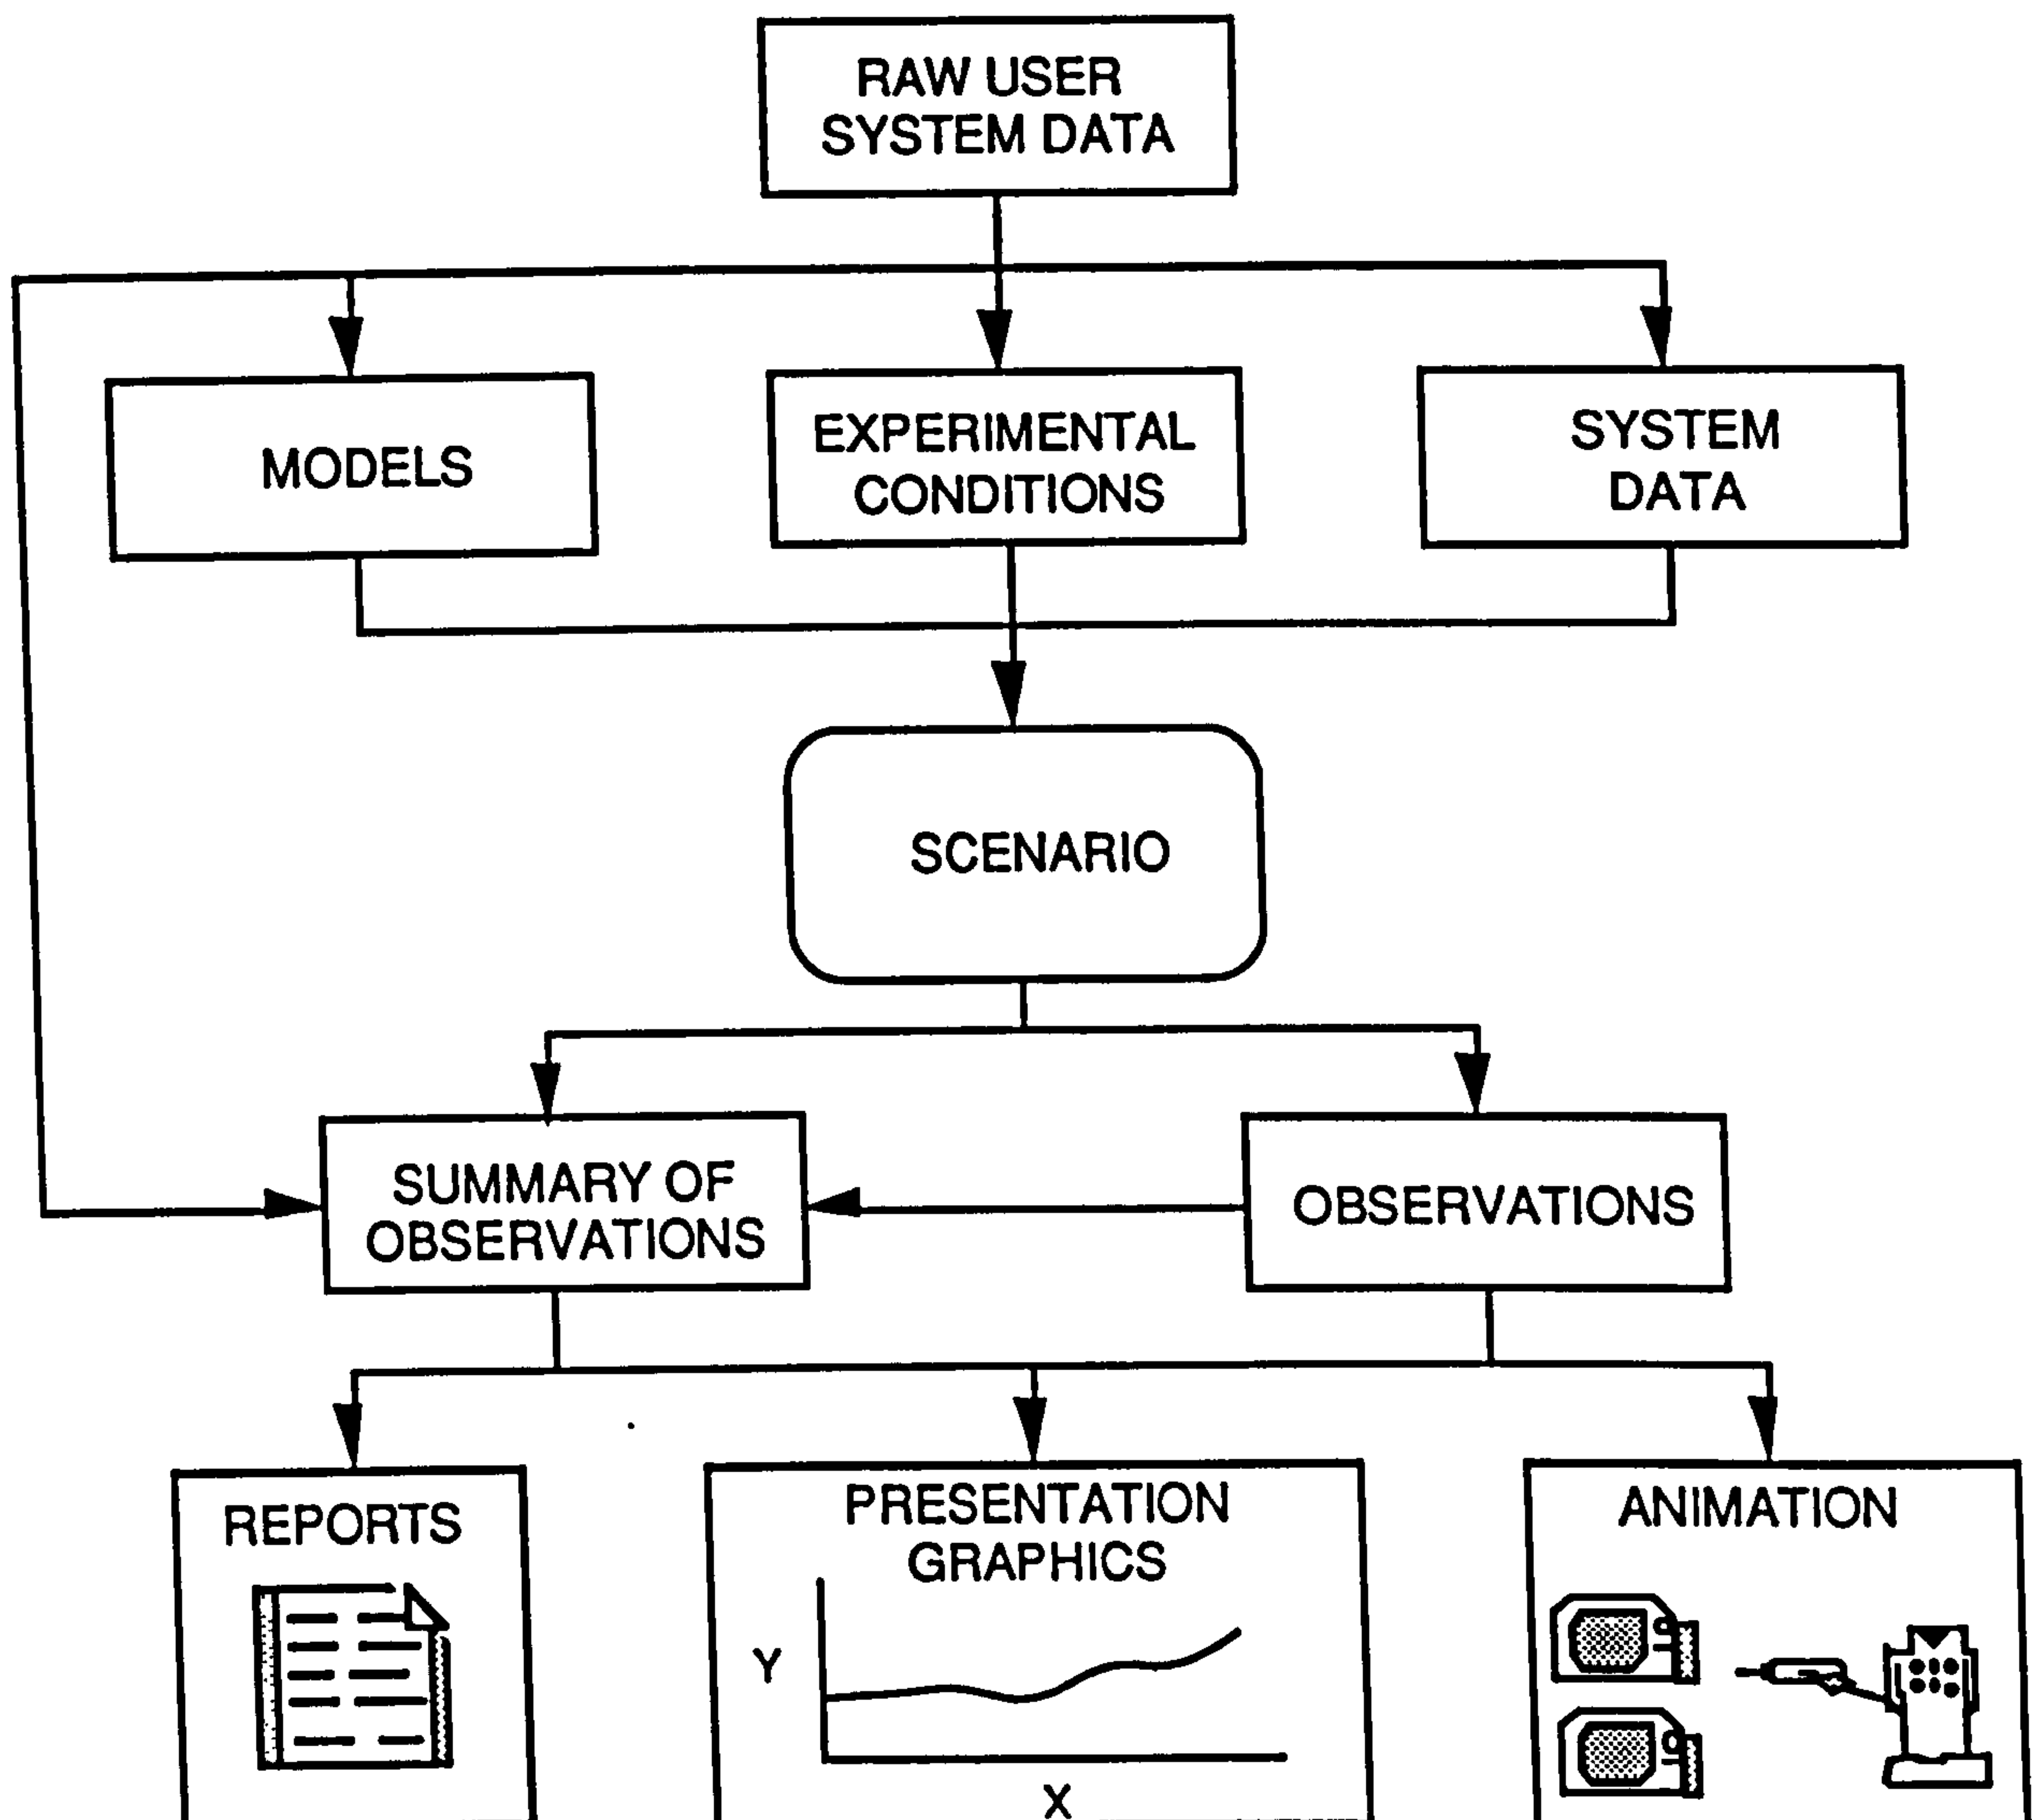 RAW USER
SYSTEM DATA
MODELS
EXPERIMENTAL
CONDITIONS
SYSTEM
DATA
SCENARIO
SUMMARY OF
OBSERVATIONS
OBSERVATIONS
REPORTS
PRESENTATION
GRAPHICS
Y
X
ANIMATION